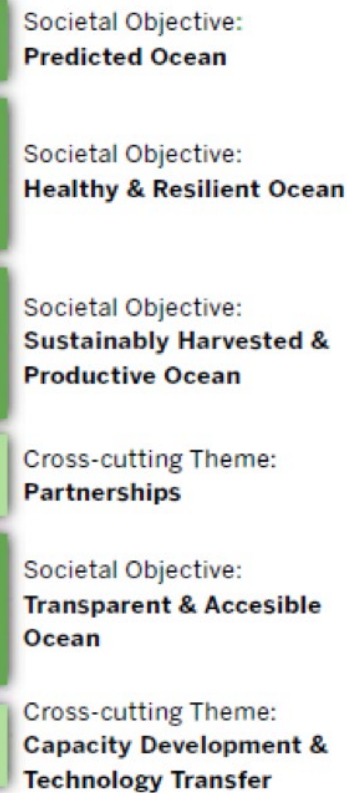 Societal Objective:
Predicted Ocean
Societal Objective:
Healthy & Resilient Ocean
Societal Objective:
Sustainably Harvested &
Productive Ocean
Cross-cutting Theme:
Partnerships
Societal Objective:
Transparent & Accesible
Ocean
Cross-cutting Theme:
Capacity Development &
Technology Transfer